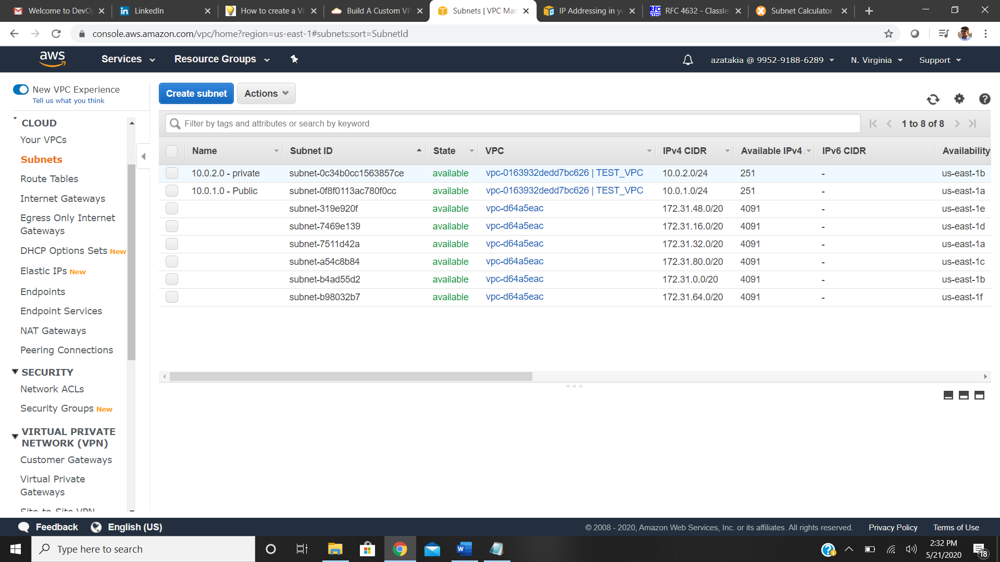 Welcome to DevO
LinkedIn
How to create a Vi
Build A Custom VP
Subnets | VPC Man
IP Addressing in yo
RFC 4632 - Classle
Subnet Calculator
console.aws.amazon.com/vpc/home?region=us-east-1#subnets:sort=SubnetId
aws
Services
Resource Groups
azatakia @ 9952-9188-6289
N. Virginia
Support
New VPC Experience
Tell us what you think
CLOUD
Your VPCs
Subnets
Route Tables
Internet Gateways
Egress Only Internet
Gateways
DHCP Options Sets New
Elastic IPs New
Endpoints
Endpoint Services
NAT Gateways
Peering Connections
SECURITY
Network ACLs
Security Groups New
VIRTUAL PRIVATE
NETWORK (VPN)
Customer Gateways
Virtual Private
Gateways
Site-to-Site VPN
Create subnet
Actions
Filter by tags and attributes or search by keyword
1 to 8 of 8
Name Subnet ID State VPC IPv4 CIDR Available IPv4 IPv6 CIDR Availability
10.0.2.0 - private subnet-0c34b0cc1563857ce available vpc-0163932dedd7bc626 | TEST_VPC 10.0.2.0/24 251 - us-east-1b
10.0.1.0 - Public subnet-0f8f0113ac780f0cc available vpc-0163932dedd7bc626 | TEST_VPC 10.0.1.0/24 251 - us-east-1a
subnet-319e920f available vpc-d64a5eac 172.31.48.0/20 4091 - us-east-1e
subnet-7469e139 available vpc-d64a5eac 172.31.16.0/20 4091 - us-east-1d
subnet-7511d42a available vpc-d64a5eac 172.31.32.0/20 4091 - us-east-1a
subnet-a54c8b84 available vpc-d64a5eac 172.31.80.0/20 4091 - us-east-1c
subnet-b4ad55d2 available vpc-d64a5eac 172.31.0.0/20 4091 - us-east-1b
subnet-b98032b7 available vpc-d64a5eac 172.31.64.0/20 4091 - us-east-1f
Feedback
English (US)
© 2008 - 2020, Amazon Web Services, Inc. or its affiliates. All rights reserved.
Privacy Policy
Terms of Use
Type here to search
2:32 PM
5/21/2020
18